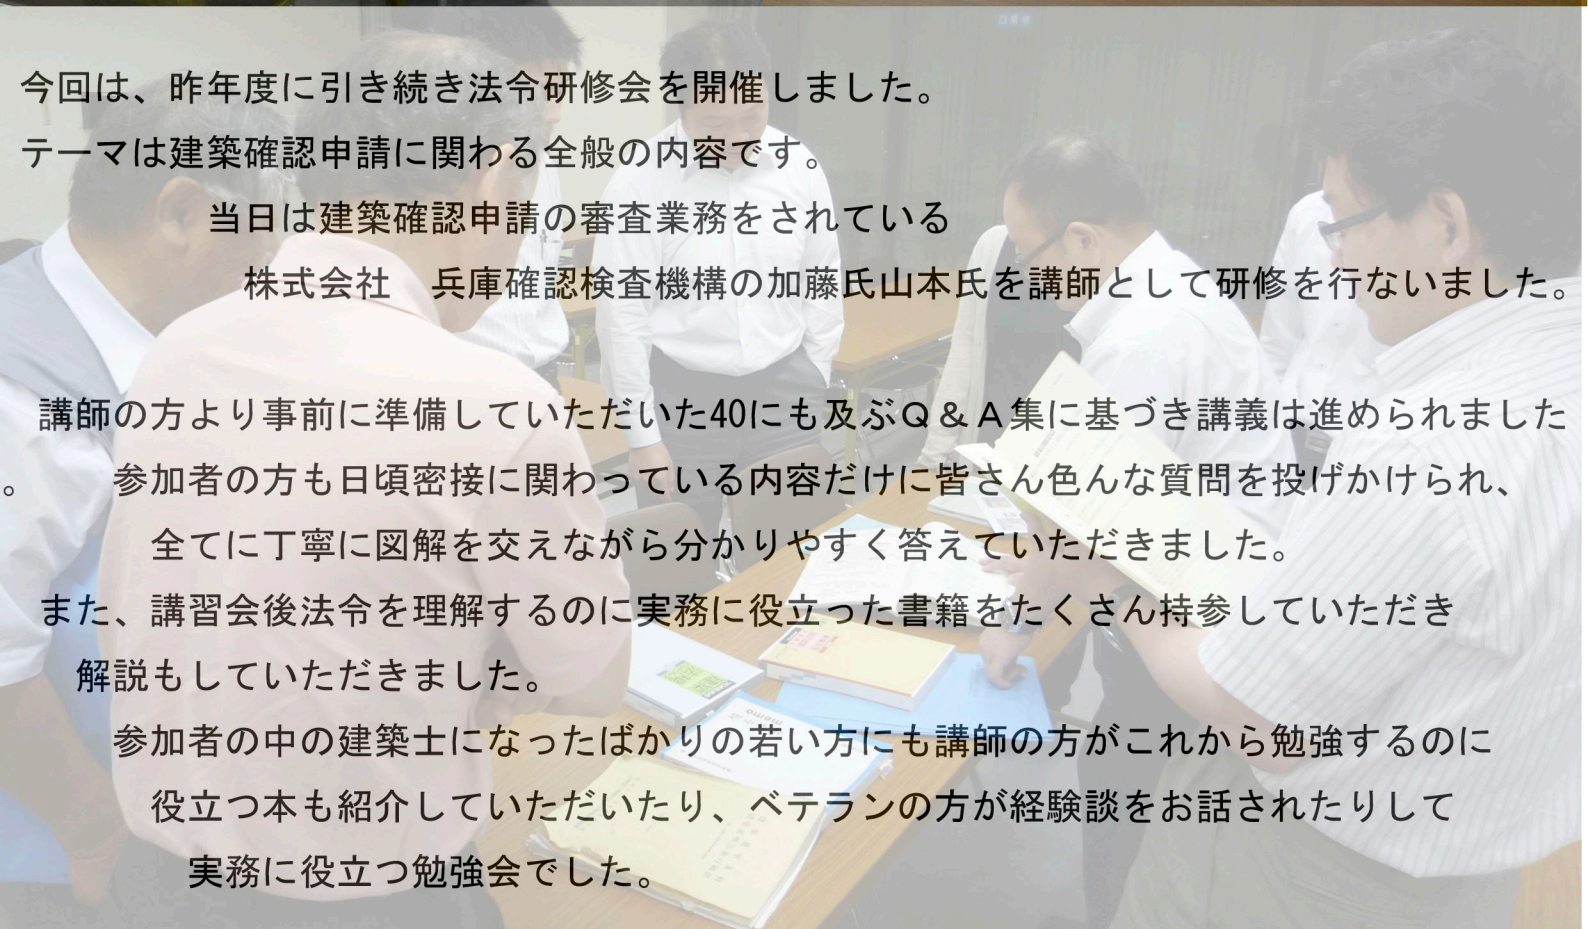 今回は、昨年度に引き続き法令研修会を開催しました。
テーマは建築確認申請に関わる全般の内容です。
当日は建築確認申請の審査業務をされている
株式会社　兵庫確認検査機構の加藤氏山本氏を講師として研修を行ないました。
講師の方より事前に準備していただいた40にも及ぶＱ＆Ａ集に基づき講義は進められました
。　参加者の方も日頃密接に関わっている内容だけに皆さん色んな質問を投げかけられ、
全てに丁寧に図解を交えながら分かりやすく答えていただきました。
また、講習会後法令を理解するのに実務に役立った書籍をたくさん持参していただき
解説もしていただきました。
参加者の中の建築士になったばかりの若い方にも講師の方がこれから勉強するのに
役立つ本も紹介していただいたり、ベテランの方が経験談をお話されたりして
実務に役立つ勉強会でした。
memo